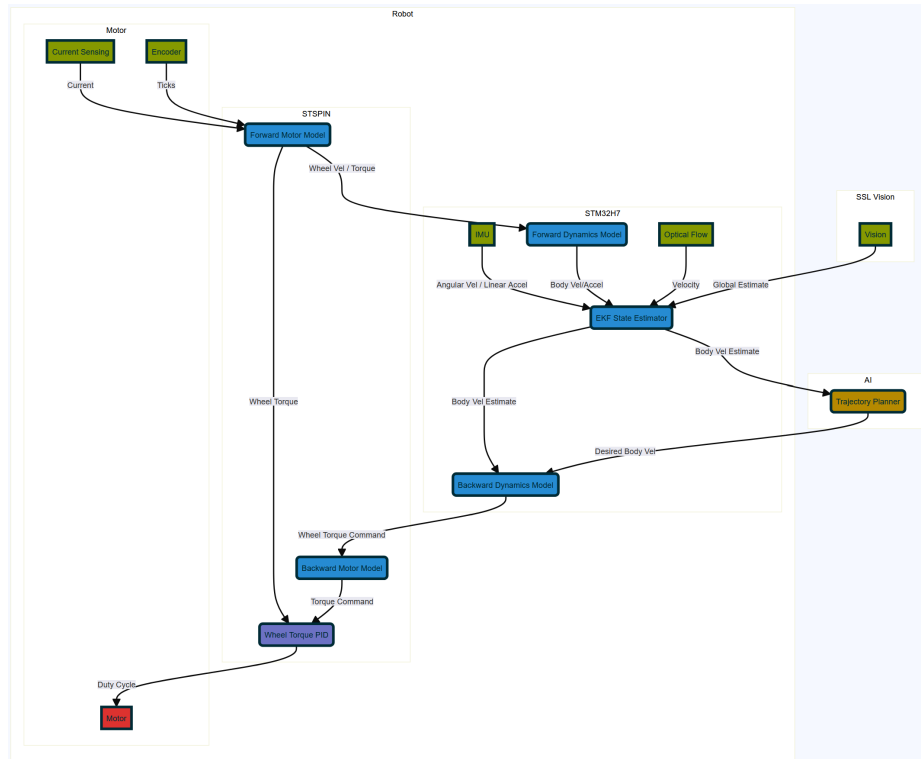 Robot
Motor
Current Sensing
Encoder
Current
Ticks
STSPIN
Forward Motor Model
Wheel Vel / Torque
SSL Vision
STM32H7
IMU
Forward Dynamics Model
Optical Flow
Vision
Angular Vel / Linear Accel
Body Vel/Accel
Velocity
Global Estimate
EKF State Estimator
Body Vel Estimate
AI
Wheel Torque
Body Vel Estimate
Trajectory Planner
Desired Body Vel
Backward Dynamics Model
Wheel Torque Command
Backward Motor Model
Torque Command
Wheel Torque PID
Duty Cycle
Motor